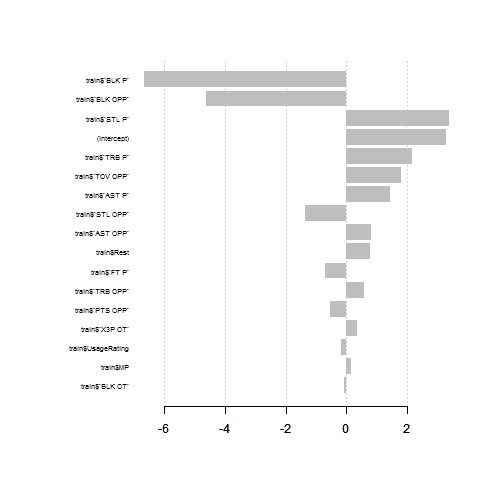 train$`BLK P`
train$`BLK OPP`
train$`STL P`
(Intercept)
train$`TRB P`
train$`TOV OPP`
train$`AST P`
train$`STL OPP`
train$`AST OPP`
train$Rest
train$`FT P`
train$`TRB OPP`
train$`PTS OPP`
train$`X3P OT`
train$UsageRating
train$MP
train$`BLK OT`
-6 -4 -2 0 2